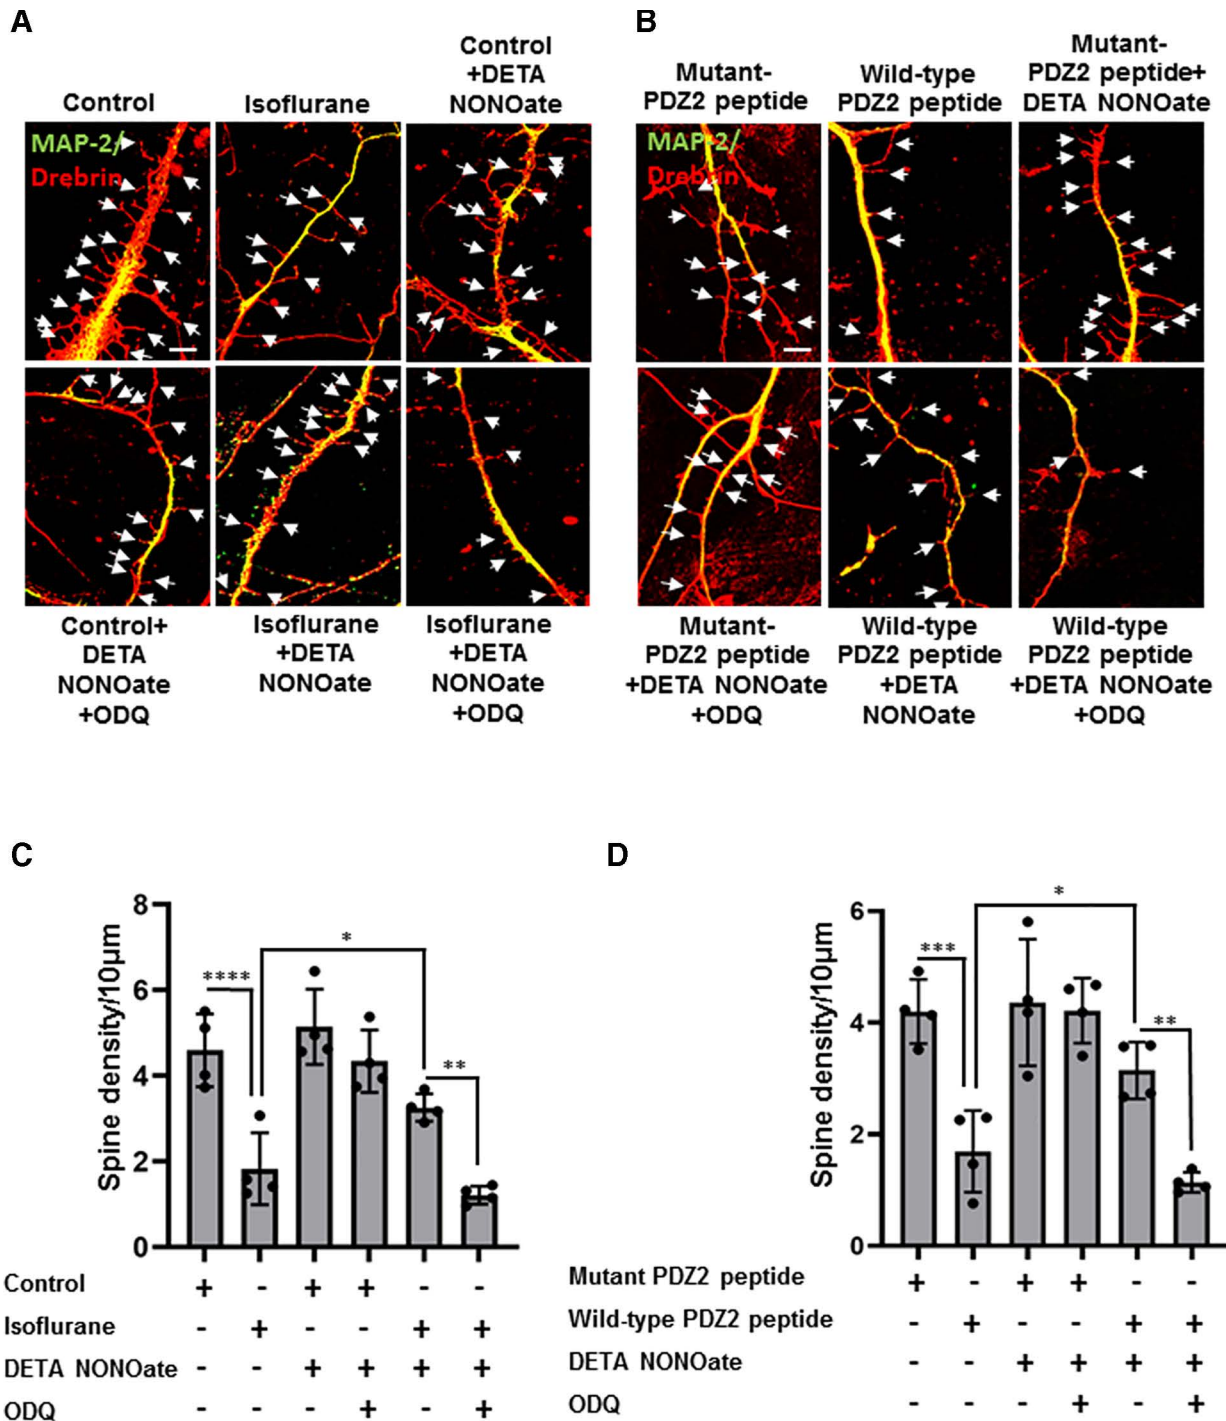 A
B
Control
Isoflurane
Control
+DETA
NONOate
Mutant-
PDZ2 peptide
Wild-type
PDZ2 peptide
Mutant-
PDZ2 peptide+
DETA NONOate
MAP-2/
Drebrin
MAP-2/
Drebrin
Control+
DETA
NONOate
+ODQ
Isoflurane
+DETA
NONOate
Isoflurane
+DETA
NONOate
+ODQ
Mutant-
PDZ2 peptide
+DETA NONOate
+ODQ
Wild-type
PDZ2 peptide
+DETA
NONOate
Wild-type
PDZ2 peptide
+DETA NONOate
+ODQ
C
Spine density/10μm
8
6
4
2
0
****
*
**
Control + - + + - -
Isoflurane - + - - + +
DETA NONOate - - + + + +
ODQ - - - + - +
D
Spine density/10μm
6
4
2
0
***
*
**
Mutant PDZ2 peptide + - + + - -
Wild-type PDZ2 peptide - + - - + +
DETA NONOate - - + + + +
ODQ - - - + - +